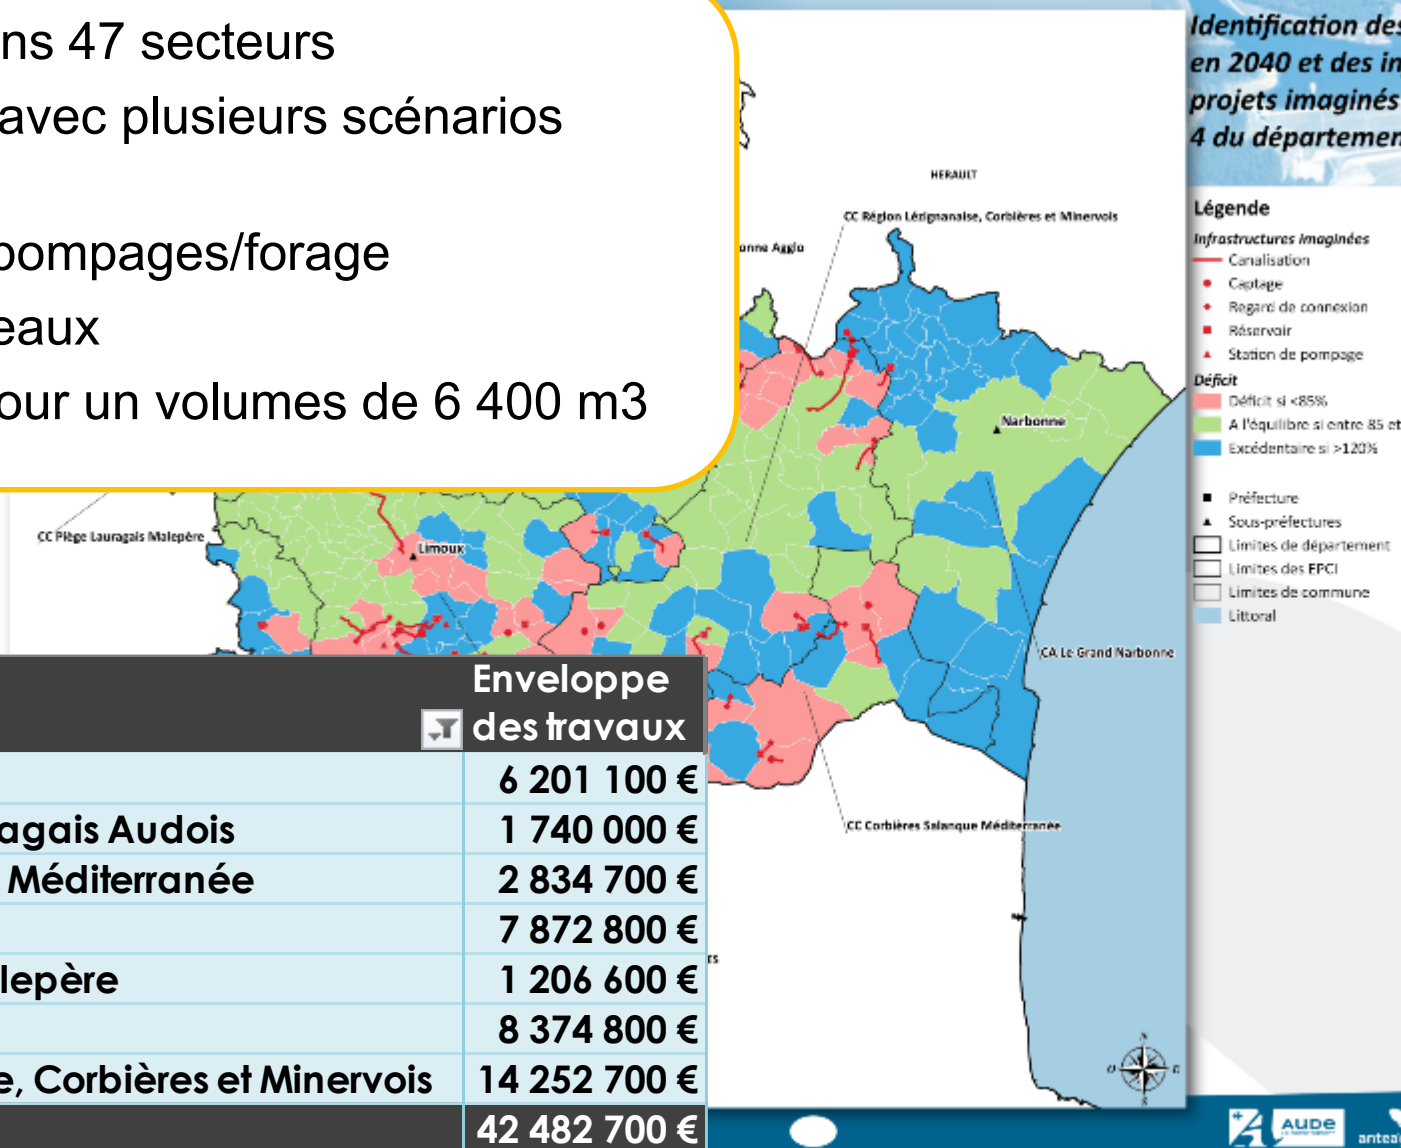 ns 47 secteurs
avec plusieurs scénarios
pompages/forage
eaux
our un volumes de 6 400 m3
Identification des
en 2040 et des in
projets imaginés
4 du département
HERAULT
CC Région Lézignanaise, Corbières et Minervois
onne Agglo
Narbonne
CC Piège Lauragais Malepère
Limoux
CA Le Grand Narbonne
CC Corbières Salanque Méditerranée
ES
Légende
Infrastructures imaginées
Canalisation
Captage
Regard de connexion
Réservoir
Station de pompage
Déficit
Déficit si <85%
A l'équilibre si entre 85 et
Excédentaire si >120%
Préfecture
Sous-préfectures
Limites de département
Limites des EPCI
Limites de commune
Littoral
Enveloppe
des travaux
6 201 100 €
agais Audois 1 740 000 €
Méditerranée 2 834 700 €
7 872 800 €
lepère 1 206 600 €
8 374 800 €
e, Corbières et Minervois 14 252 700 €
42 482 700 €
N
O E
S
AUDE
antea